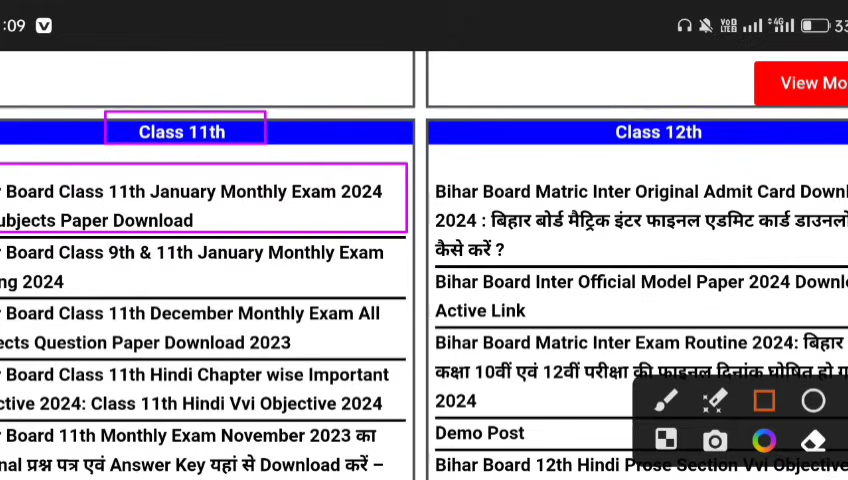 :09
4G
33
View Mo
Class 11th
Board Class 11th January Monthly Exam 2024
ubjects Paper Download
Board Class 9th & 11th January Monthly Exam
ng 2024
Board Class 11th December Monthly Exam All
ects Question Paper Download 2023
Board Class 11th Hindi Chapter wise Important
ctive 2024: Class 11th Hindi Vvi Objective 2024
Board 11th Monthly Exam November 2023 का
nal प्रश्न पत्र एवं Answer Key यहां से Download करें –
Class 12th
Bihar Board Matric Inter Original Admit Card Downl
2024 : बिहार बोर्ड मैट्रिक इंटर फाइनल एडमिट कार्ड डाउनलो
कैसे करें ?
Bihar Board Inter Official Model Paper 2024 Downl
Active Link
Bihar Board Matric Inter Exam Routine 2024: बिहार
कक्षा 10वीं एवं 12वीं परीक्षा की फाइनल दिनांक घोषित हो
2024
Demo Post
Bihar Board 12th Hindi Prose Section Vvi Objective